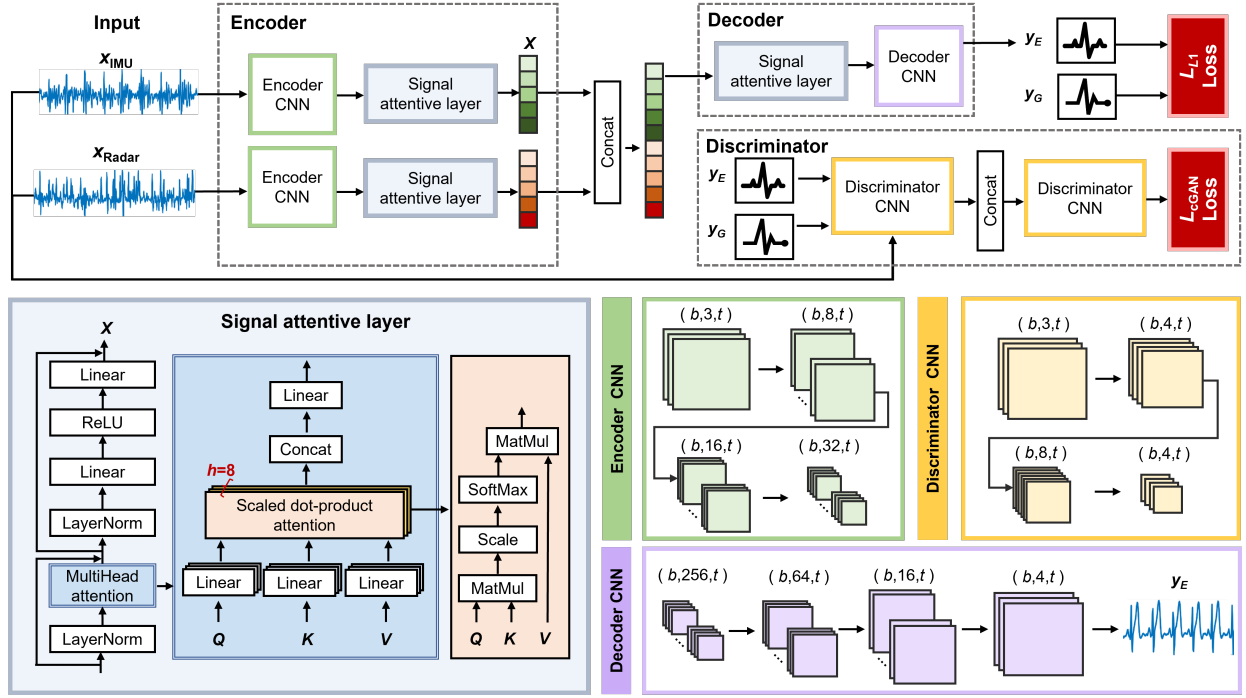 Input
Encoder
x_IMU
Encoder
CNN
Signal
attentive layer
X
x_Radar
Encoder
CNN
Signal
attentive layer
Concat
Decoder
Signal
attentive layer
Decoder
CNN
y_E
y_G
L_L1
Loss
Discriminator
y_E
y_G
Discriminator
CNN
Concat
Discriminator
CNN
L_cGAN
Loss
Signal attentive layer
X
Linear
ReLU
Linear
LayerNorm
MultiHead
attention
LayerNorm
Linear
Concat
h=8
Scaled dot-product
attention
Linear
Linear
Linear
Q
K
V
MatMul
SoftMax
Scale
MatMul
Q
K
V
Encoder CNN
( b,3,t )
( b,8,t )
( b,16,t )
( b,32,t )
Discriminator CNN
( b,3,t )
( b,4,t )
( b,8,t )
( b,4,t )
Decoder CNN
( b,256,t )
( b,64,t )
( b,16,t )
( b,4,t )
y_E